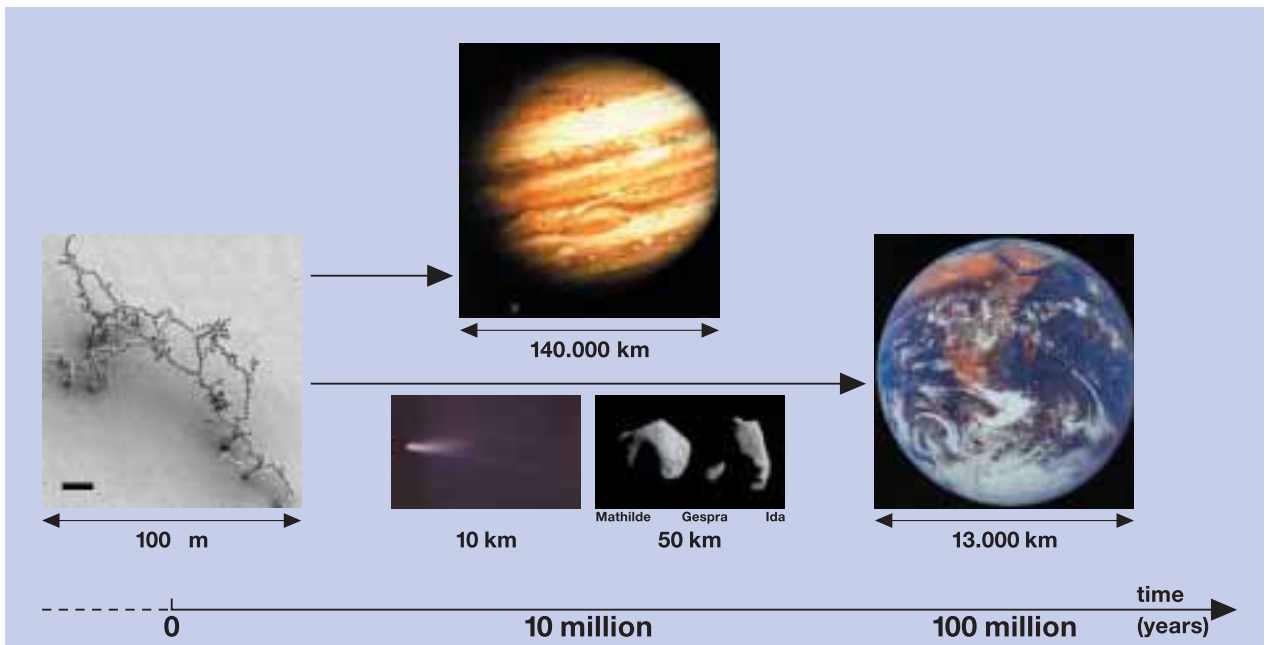 140.000 km
Mathilde Gespra Ida
100 m
10 km
50 km
13.000 km
time
(years)
0
10 million
100 million